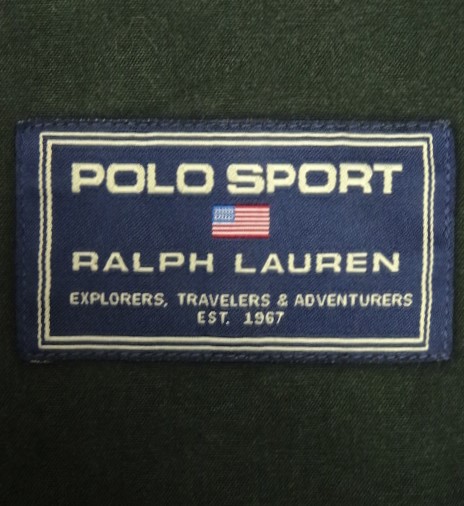 POLO SPORT
RALPH LAUREN
EXPLORERS, TRAVELERS & ADVENTURERS
EST. 1967